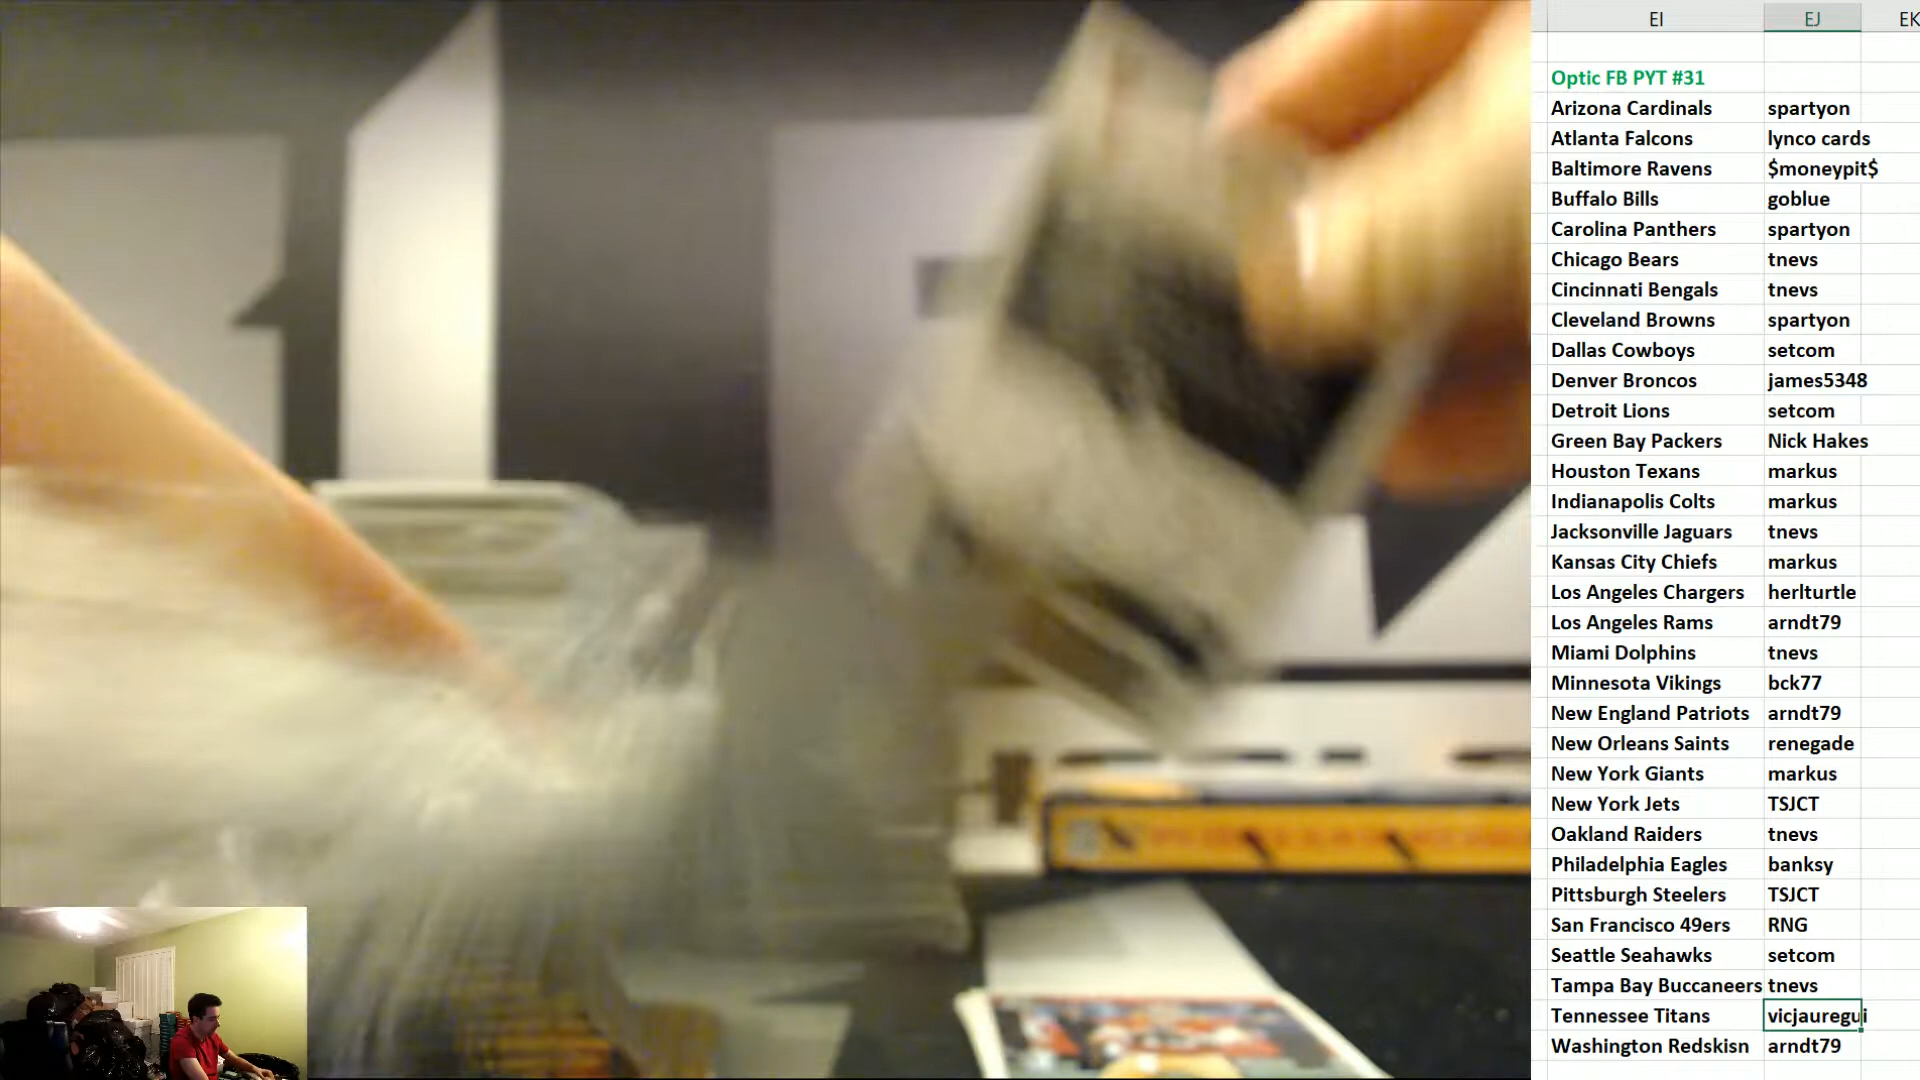 EI EJ EK
Optic FB PYT #31
Arizona Cardinals spartyon
Atlanta Falcons lynco cards
Baltimore Ravens $moneypit$
Buffalo Bills goblue
Carolina Panthers spartyon
Chicago Bears tnevs
Cincinnati Bengals tnevs
Cleveland Browns spartyon
Dallas Cowboys setcom
Denver Broncos james5348
Detroit Lions setcom
Green Bay Packers Nick Hakes
Houston Texans markus
Indianapolis Colts markus
Jacksonville Jaguars tnevs
Kansas City Chiefs markus
Los Angeles Chargers herlturtle
Los Angeles Rams arndt79
Miami Dolphins tnevs
Minnesota Vikings bck77
New England Patriots arndt79
New Orleans Saints renegade
New York Giants markus
New York Jets TSJCT
Oakland Raiders tnevs
Philadelphia Eagles banksy
Pittsburgh Steelers TSJCT
San Francisco 49ers RNG
Seattle Seahawks setcom
Tampa Bay Buccaneers tnevs
Tennessee Titans vicjauregui
Washington Redskisn arndt79